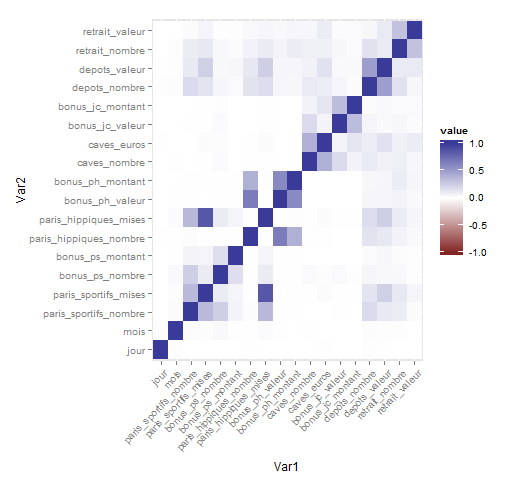 retrait_valeur
retrait_nombre
depots_valeur
depots_nombre
bonus_jc_montant
bonus_jc_valeur
caves_euros
caves_nombre
bonus_ph_montant
bonus_ph_valeur
paris_hippiques_mises
paris_hippiques_nombre
bonus_ps_montant
bonus_ps_nombre
paris_sportifs_mises
paris_sportifs_nombre
mois
jour
Var2
value
1.0
0.5
0.0
-0.5
-1.0
jour
mois
paris_sportifs_nombre
paris_sportifs_mises
bonus_ps_nombre
bonus_ps_montant
paris_hippiques_nombre
paris_hippiques_mises
bonus_ph_valeur
bonus_ph_montant
caves_nombre
caves_euros
bonus_jc_valeur
bonus_jc_montant
depots_nombre
depots_valeur
retrait_nombre
retrait_valeur
Var1